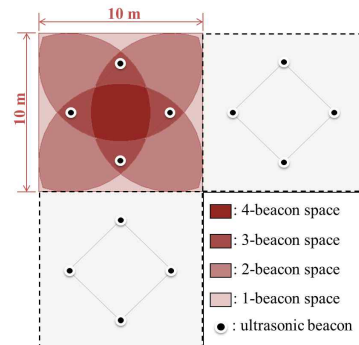 10 m
10 m
: 4-beacon space
: 3-beacon space
: 2-beacon space
: 1-beacon space
: ultrasonic beacon